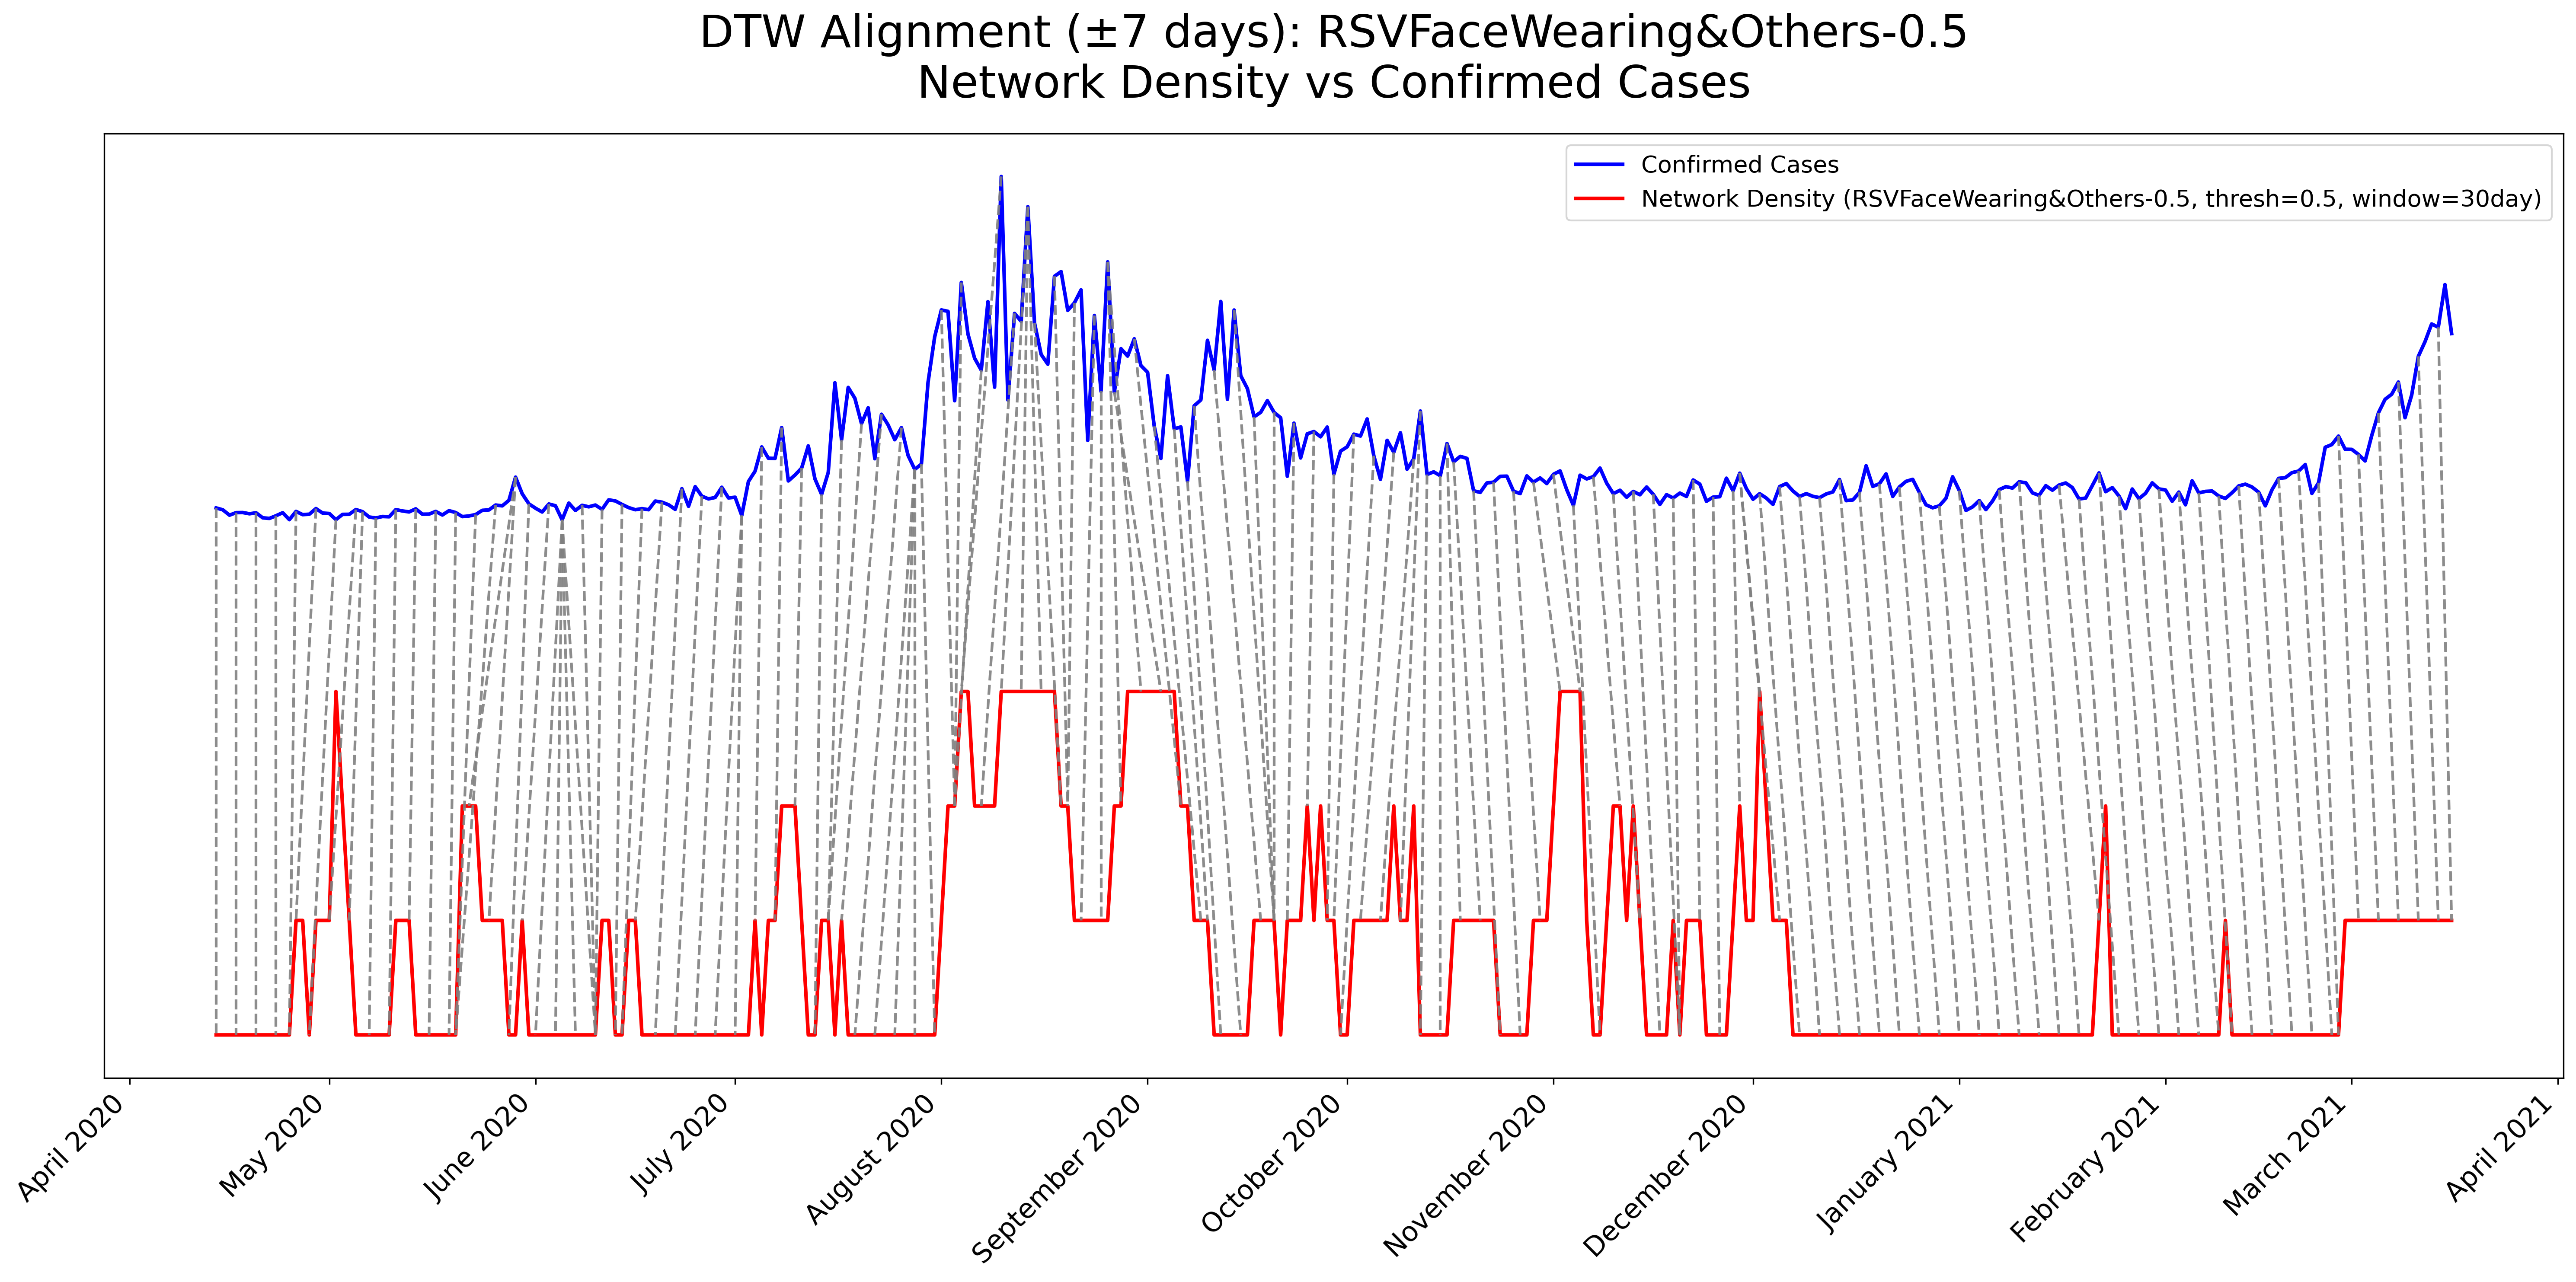 DTW Alignment (±7 days): RSVFaceWearing&Others-0.5
Network Density vs Confirmed Cases
Confirmed Cases
Network Density (RSVFaceWearing&Others-0.5, thresh=0.5, window=30day)
April 2020
May 2020
June 2020
July 2020
August 2020
September 2020
October 2020
November 2020
December 2020
January 2021
February 2021
March 2021
April 2021